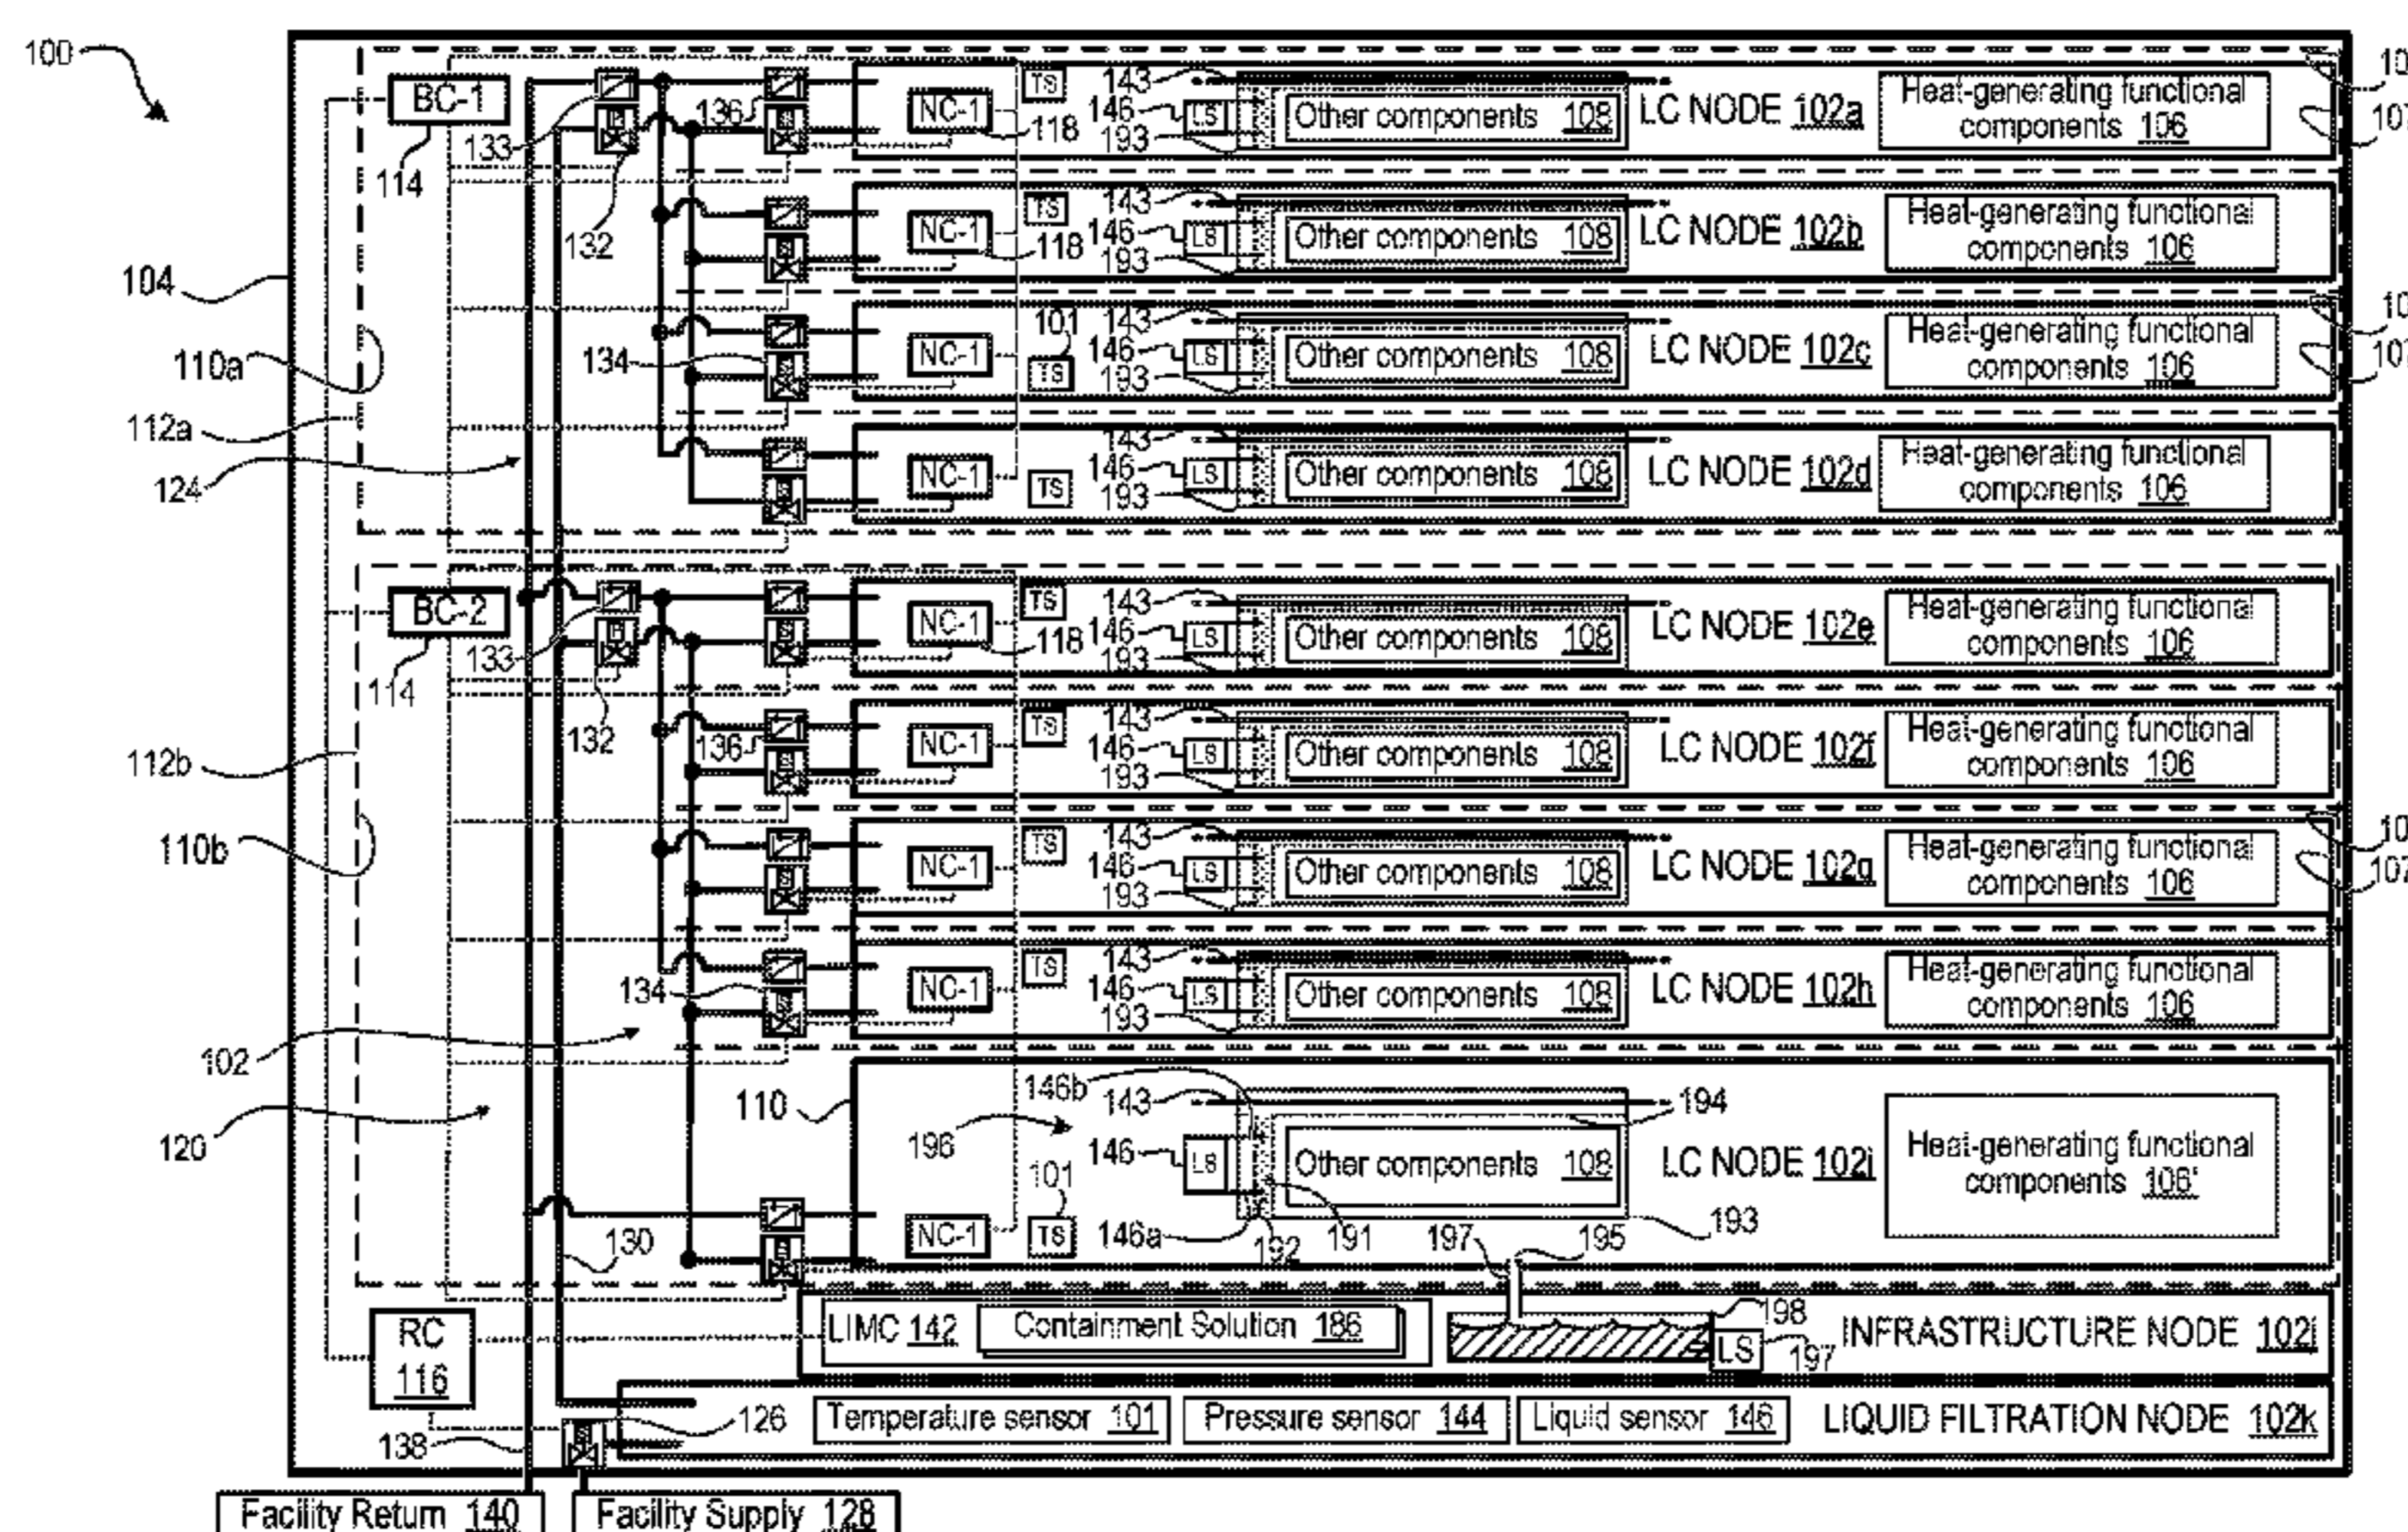 100
104
110a
112a
124
112b
110b
102
120
BC-1
114
133
132
136
134
NC-1
118
TS
143
146
LS
193
Other components 108
LC NODE 102a
Heat-generating functional
components 106
NC-1
118
TS
143
146
LS
193
Other components 108
LC NODE 102b
Heat-generating functional
components 106
NC-1
101
TS
143
146
LS
193
Other components 108
LC NODE 102c
Heat-generating functional
components 106
NC-1
TS
143
146
LS
193
Other components 108
LC NODE 102d
Heat-generating functional
components 106
BC-2
114
133
132
136
134
NC-1
118
TS
143
146
LS
193
Other components 108
LC NODE 102e
Heat-generating functional
components 106
NC-1
TS
143
146
LS
193
Other components 108
LC NODE 102f
Heat-generating functional
components 106
NC-1
TS
143
146
LS
193
Other components 108
LC NODE 102g
Heat-generating functional
components 106
NC-1
TS
143
146
LS
193
Other components 108
LC NODE 102h
Heat-generating functional
components 106
110
196
146b
143
194
146
LS
Other components 108
LC NODE 102i
Heat-generating functional
components 106'
101
TS
NC-1
146a
192
191
197
195
193
130
RC
116
LIMC 142
Containment Solution 186
198
LS
197
INFRASTRUCTURE NODE 102j
126
138
Temperature sensor 101
Pressure sensor 144
Liquid sensor 146
LIQUID FILTRATION NODE 102k
Facility Return 140
Facility Supply 128